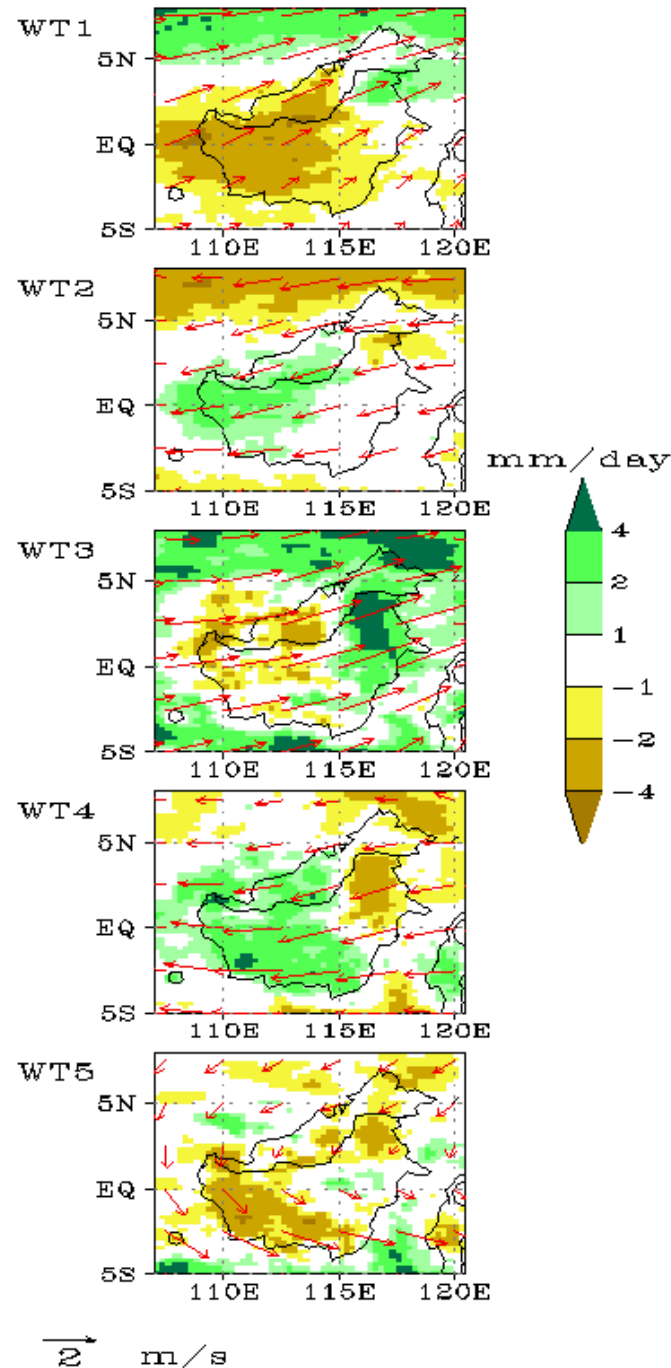 WT1
5N
EQ
5S
110E 115E 120E
WT2
5N
EQ
5S
110E 115E 120E
mm/day
4
2
1
-1
-2
-4
WT3
5N
EQ
5S
110E 115E 120E
WT4
5N
EQ
5S
110E 115E 120E
WT5
5N
EQ
5S
110E 115E 120E
2 m/s